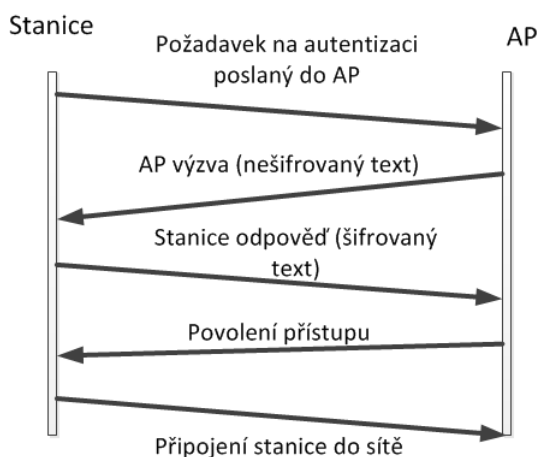 Stanice
AP
Požadavek na autentizaci
poslaný do AP
AP výzva (nešifrovaný text)
Stanice odpověď (šifrovaný
text)
Povolení přístupu
Připojení stanice do sítě